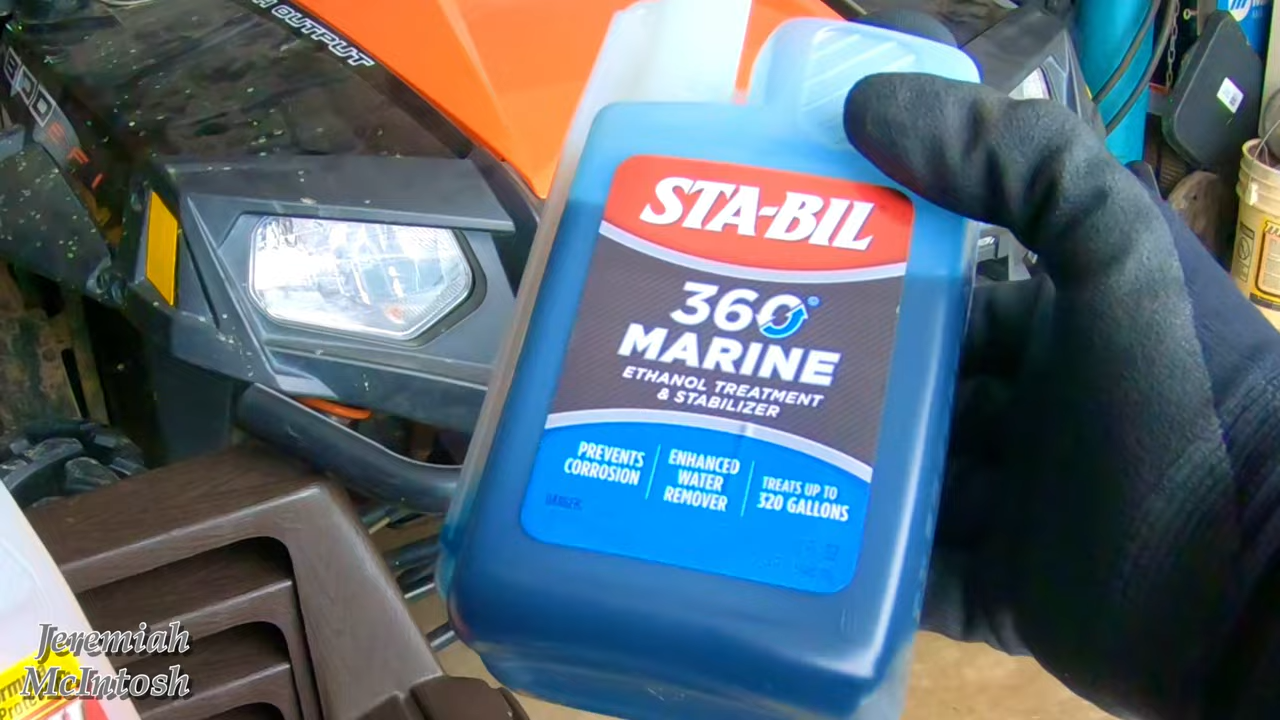 H OUTPUT
STA-BIL
360
MARINE
ETHANOL TREATMENT
& STABILIZER
PREVENTS
CORROSION
ENHANCED
WATER
REMOVER
TREATS UP TO
320 GALLONS
DANGER:
Jeremiah
McIntosh